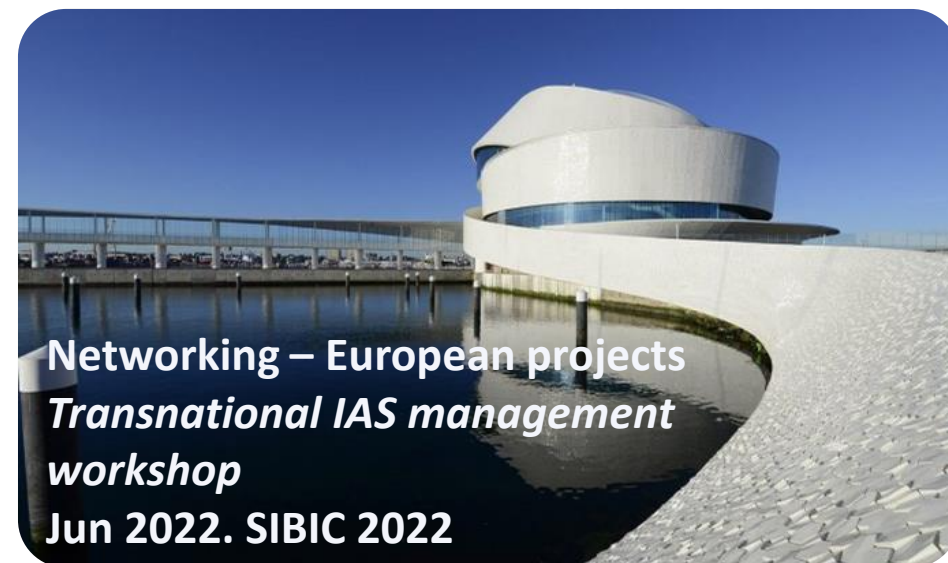 Networking – European projects
Transnational IAS management
workshop
Jun 2022. SIBIC 2022